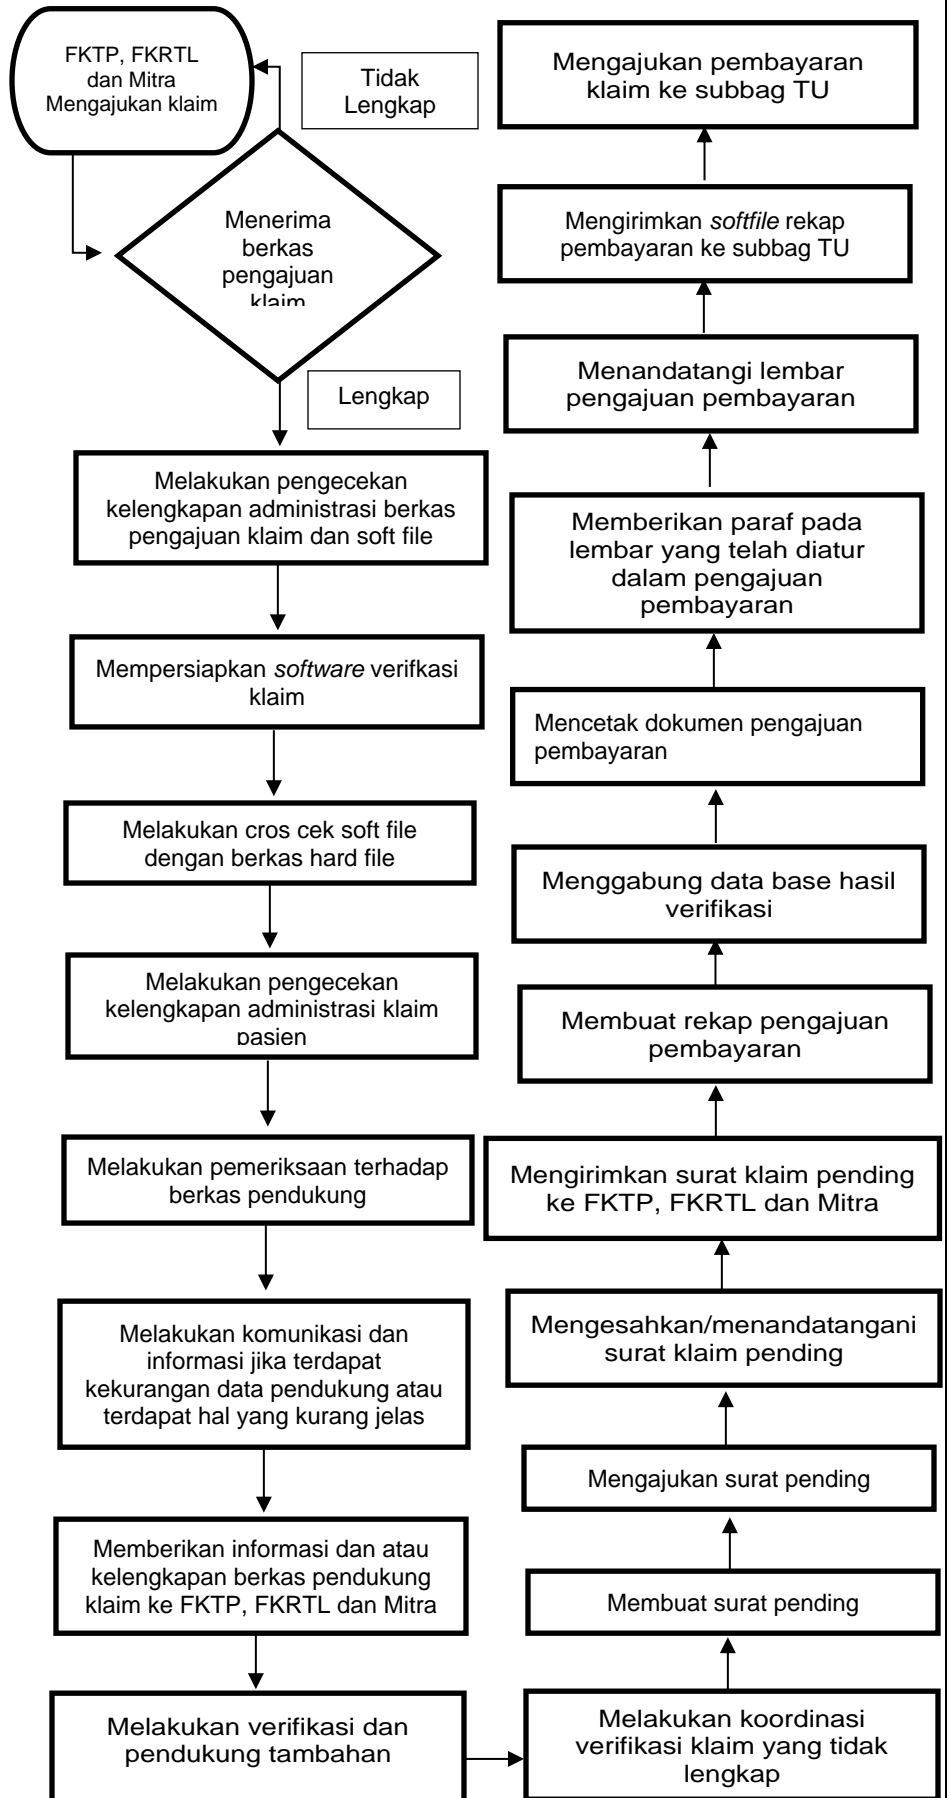 FKTP, FKRTL
dan Mitra
Mengajukan klaim
Tidak
Lengkap
Menerima
berkas
pengajuan
klaim
Lengkap
Melakukan pengecekan
kelengkapan administrasi berkas
pengajuan klaim dan soft file
Mempersiapkan software verifkasi
klaim
Melakukan cros cek soft file
dengan berkas hard file
Melakukan pengecekan
kelengkapan administrasi klaim
pasien
Melakukan pemeriksaan terhadap
berkas pendukung
Melakukan komunikasi dan
informasi jika terdapat
kekurangan data pendukung atau
terdapat hal yang kurang jelas
Memberikan informasi dan atau
kelengkapan berkas pendukung
klaim ke FKTP, FKRTL dan Mitra
Melakukan verifikasi dan
pendukung tambahan
Melakukan koordinasi
verifikasi klaim yang tidak
lengkap
Membuat surat pending
Mengajukan surat pending
Mengesahkan/menandatangani
surat klaim pending
Mengirimkan surat klaim pending
ke FKTP, FKRTL dan Mitra
Membuat rekap pengajuan
pembayaran
Menggabung data base hasil
verifikasi
Mencetak dokumen pengajuan
pembayaran
Memberikan paraf pada
lembar yang telah diatur
dalam pengajuan
pembayaran
Menandatangi lembar
pengajuan pembayaran
Mengirimkan softfile rekap
pembayaran ke subbag TU
Mengajukan pembayaran
klaim ke subbag TU